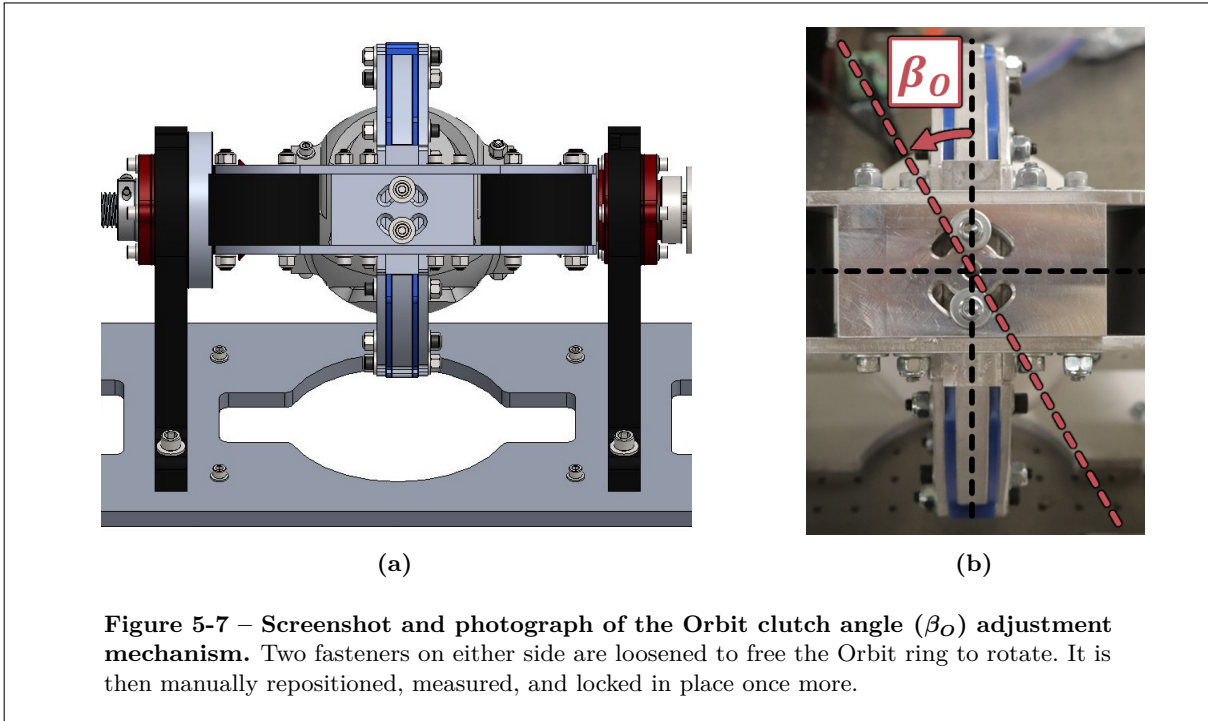 β_O
(a)
(b)
Figure 5-7 – Screenshot and photograph of the Orbit clutch angle (β_O) adjustment
mechanism. Two fasteners on either side are loosened to free the Orbit ring to rotate. It is
then manually repositioned, measured, and locked in place once more.